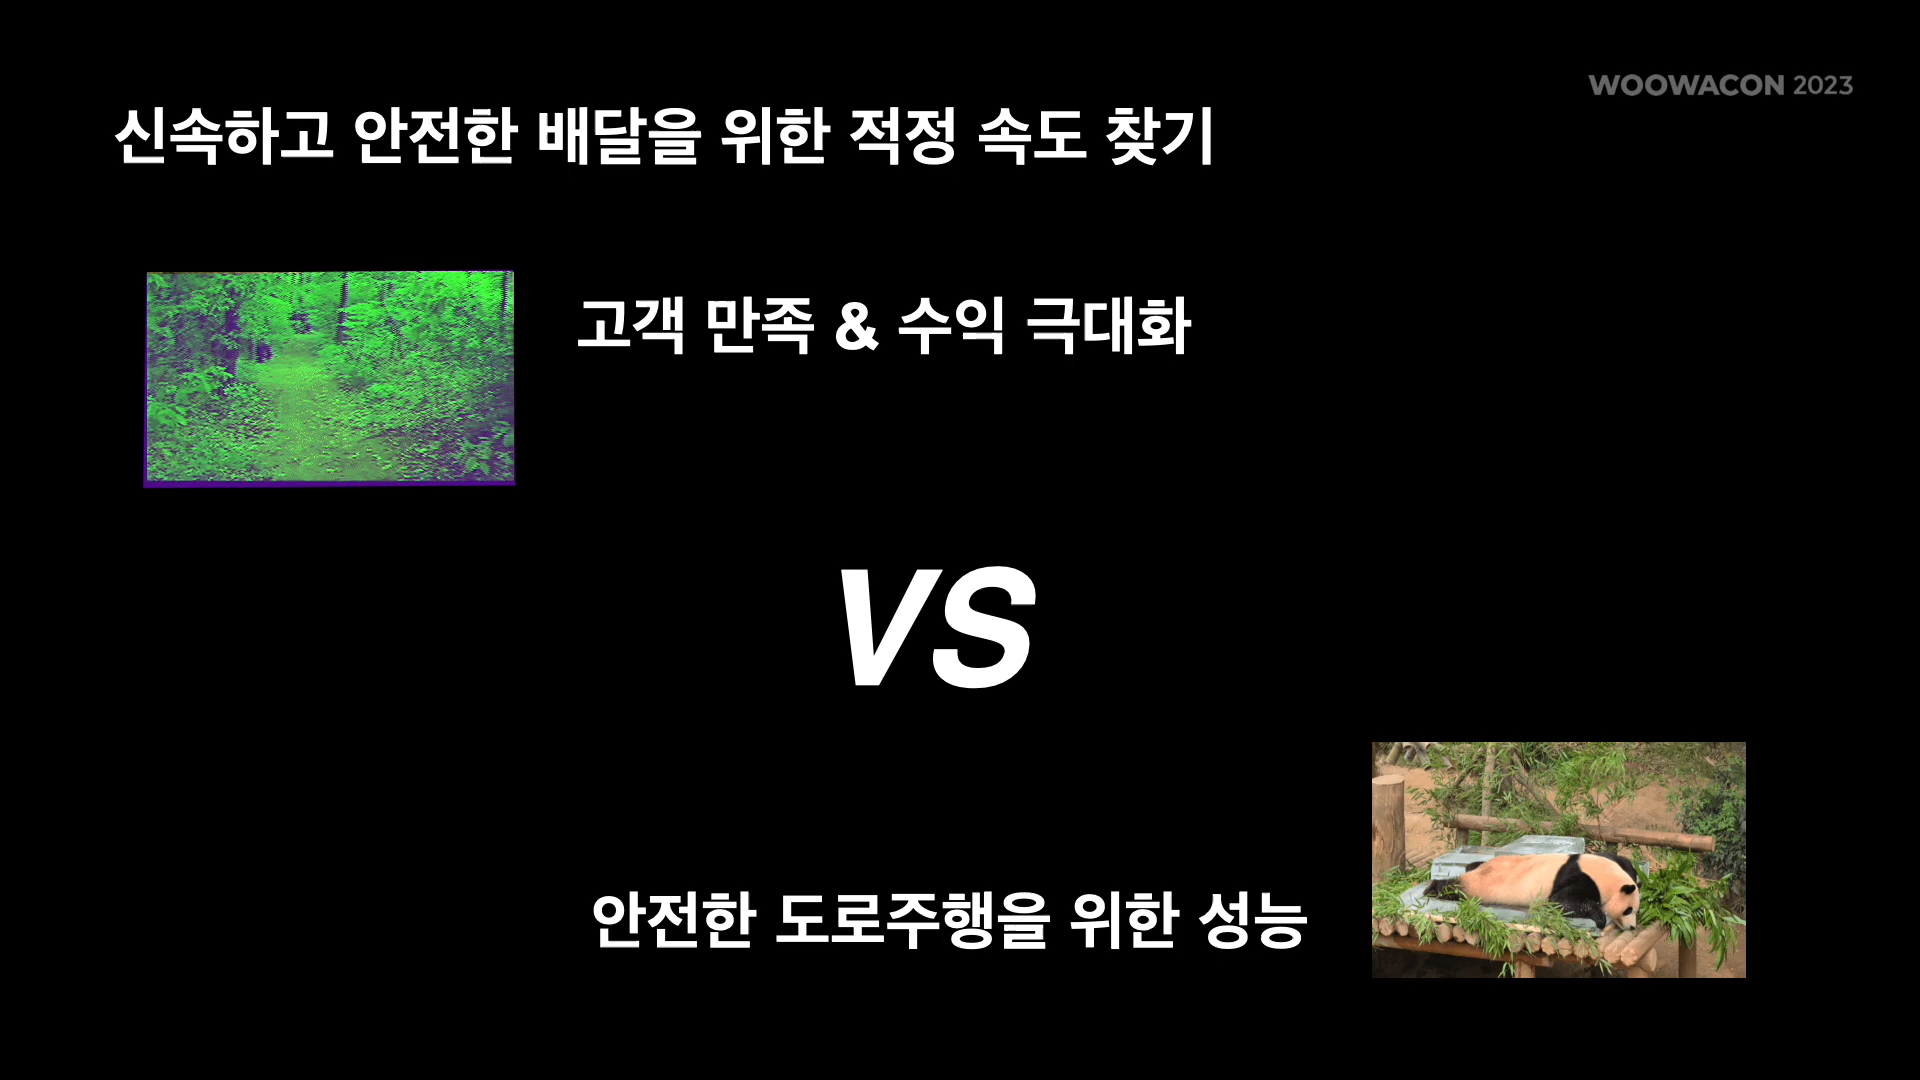 WOOWACON 2023
신속하고 안전한 배달을 위한 적정 속도 찾기
고객 만족 & 수익 극대화
VS
안전한 도로주행을 위한 성능